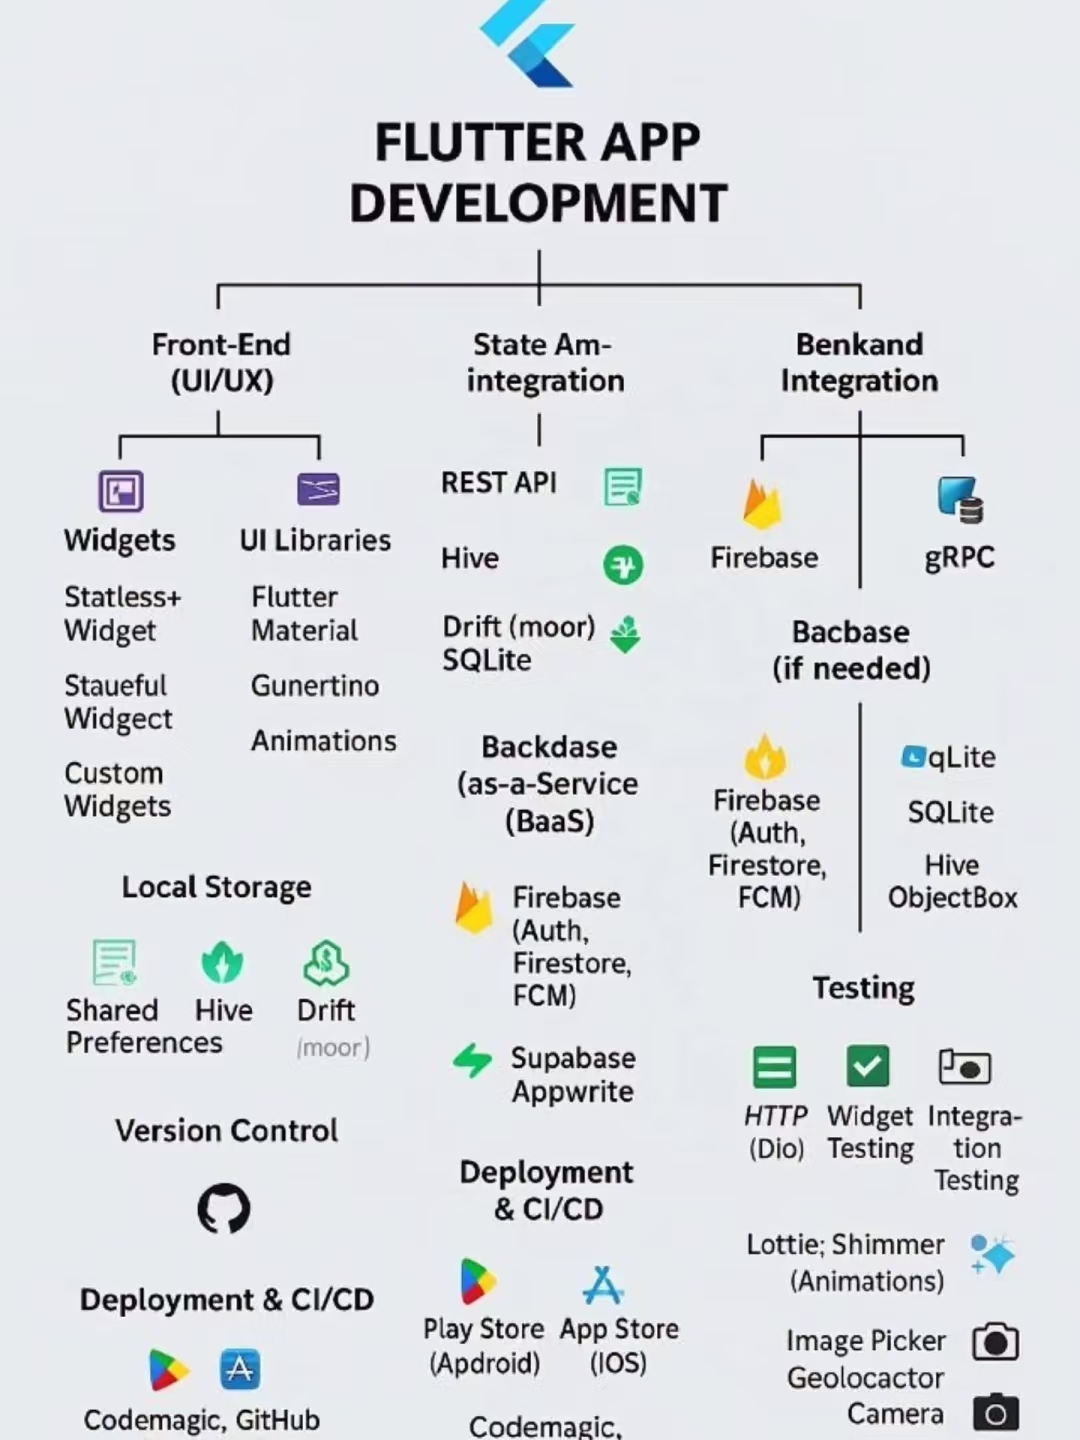 FLUTTER APP
DEVELOPMENT
Front-End
(UI/UX)
Widgets
Statless+
Widget
Staueful
Widgect
Custom
Widgets
UI Libraries
Flutter
Material
Gunertino
Animations
Local Storage
Shared
Preferences
Hive
Drift
(moor)
Version Control
Deployment & CI/CD
Codemagic, GitHub
State Am-
integration
REST API
Hive
Drift (moor)
SQLite
Backdase
(as-a-Service
(BaaS)
Firebase
(Auth,
Firestore,
FCM)
Supabase
Appwrite
Deployment
& CI/CD
Play Store
(Apdroid)
App Store
(IOS)
Codemagic,
Benkand
Integration
Firebase
gRPC
Bacbase
(if needed)
Firebase
(Auth,
Firestore,
FCM)
qLite
SQLite
Hive
ObjectBox
Testing
HTTP
(Dio)
Widget
Testing
Integra-
tion
Testing
Lottie; Shimmer
(Animations)
Image Picker
Geolocactor
Camera